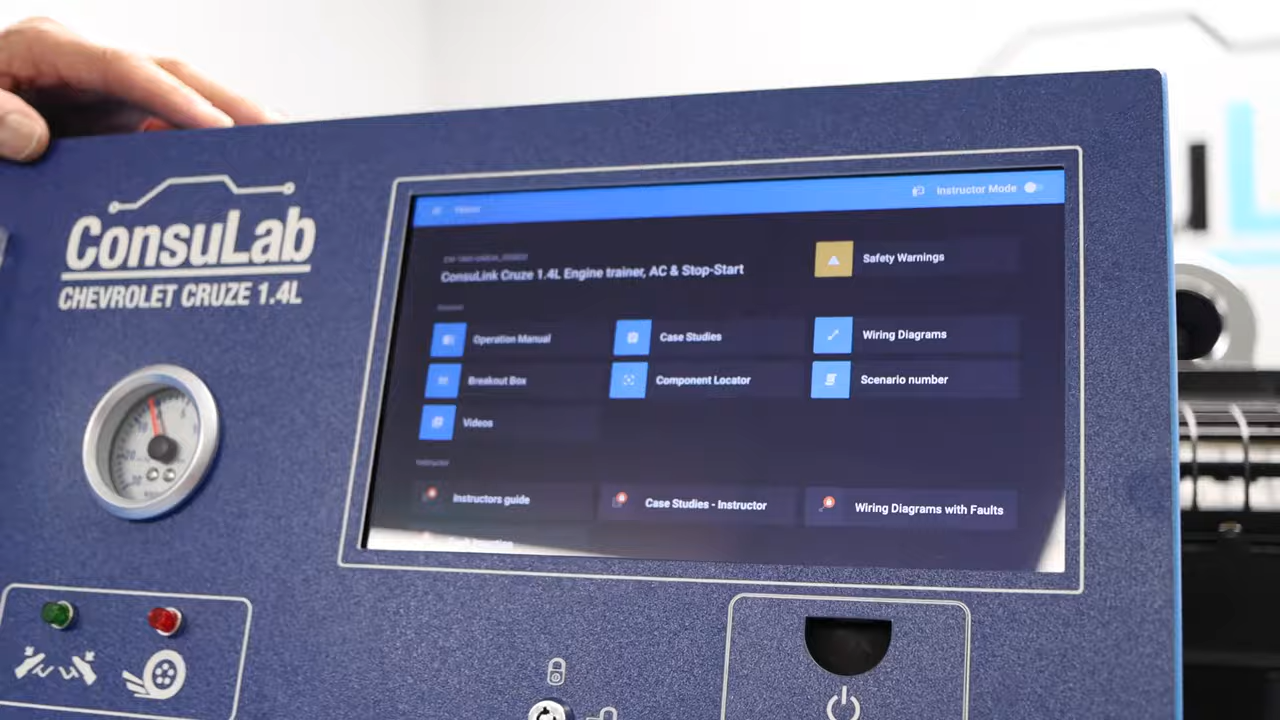 Instructor Mode
ConsuLab
CHEVROLET CRUZE 1.4L
ConsuLink Cruze 1.4L Engine trainer, AC & Stop-Start
Safety Warnings
Operation Manual
Case Studies
Wiring Diagrams
Breakout Box
Component Locator
Scenario number
Videos
Instructor
Instructors guide
Case Studies - Instructor
Wiring Diagrams with Faults